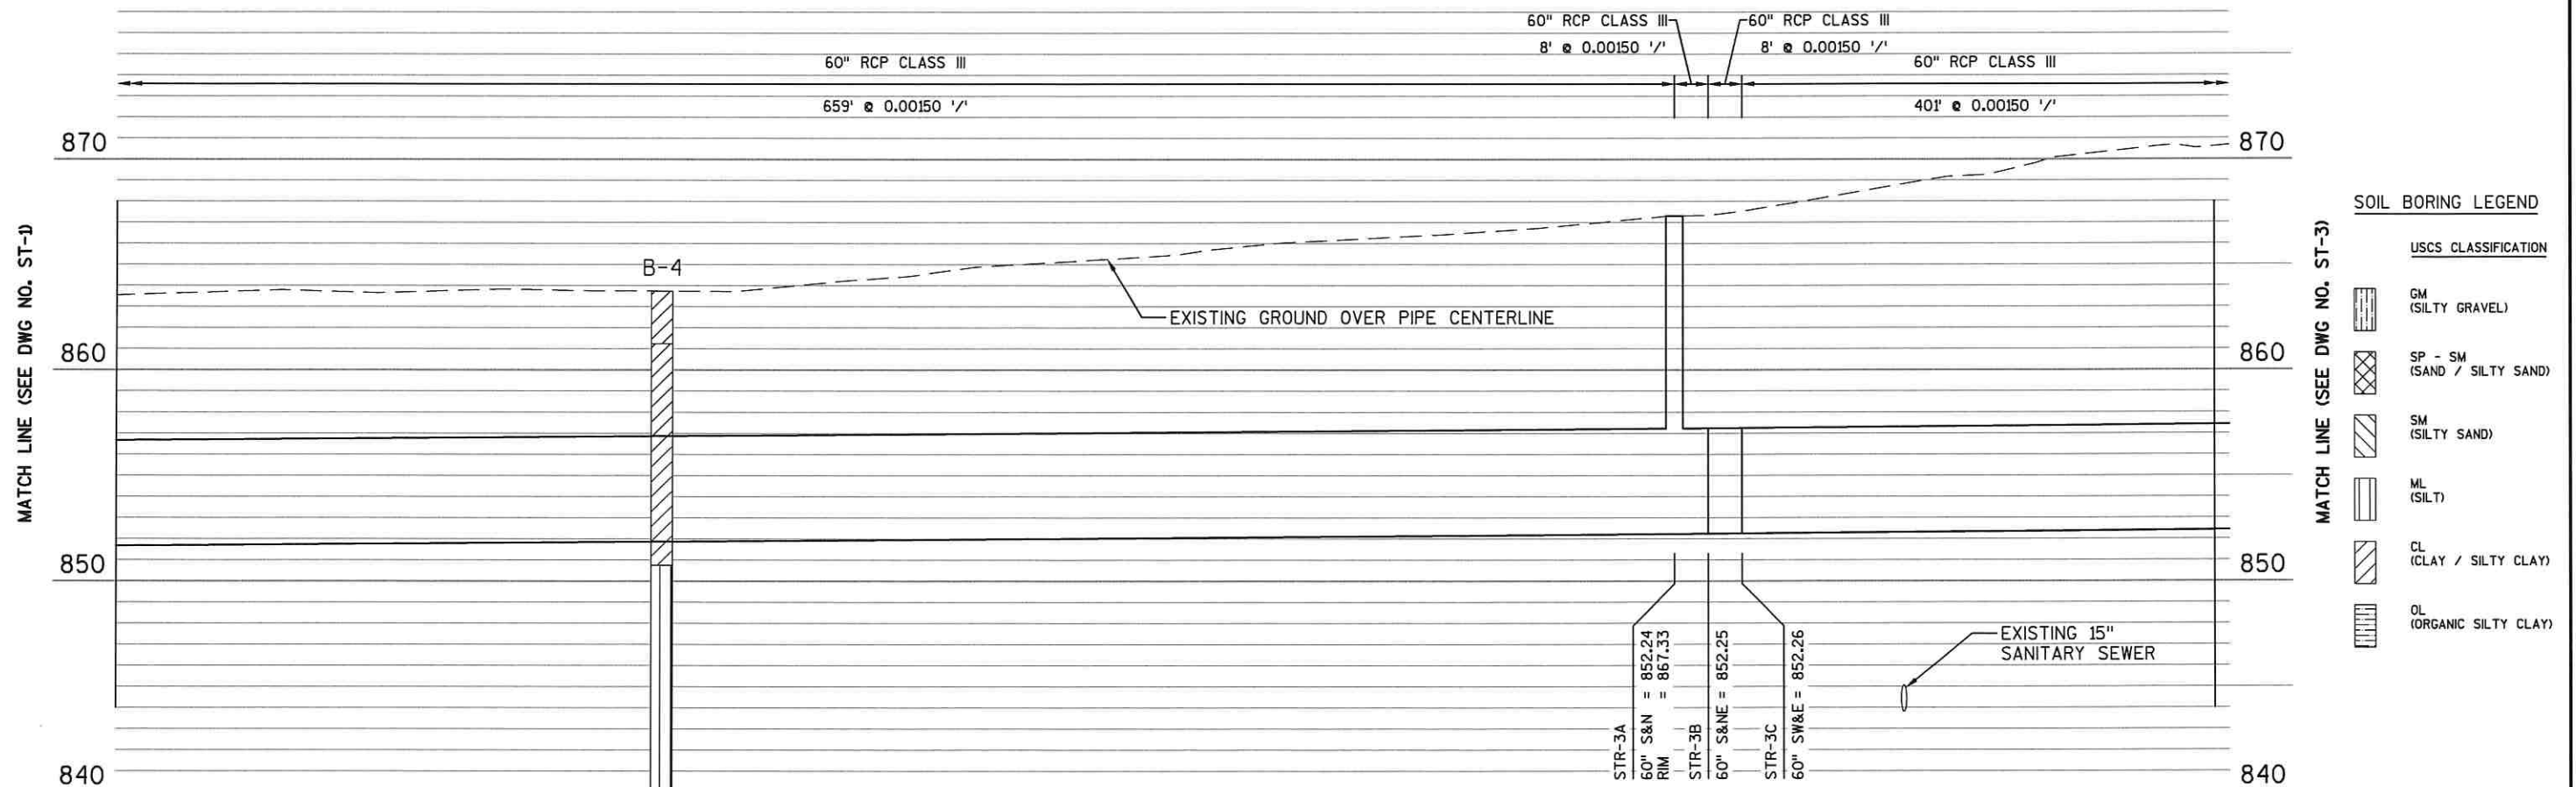 60" RCP CLASS III
659' @ 0.00150 '/'
60" RCP CLASS III
8' @ 0.00150 '/'
60" RCP CLASS III
8' @ 0.00150 '/'
60" RCP CLASS III
401' @ 0.00150 '/'
870
860
850
840
870
860
850
840
MATCH LINE (SEE DWG NO. ST-1)
B-4
EXISTING GROUND OVER PIPE CENTERLINE
STR-3A
60" S&N = 852.24
RIM = 867.33
STR-3B
60" S&NE = 852.25
STR-3C
60" SW&E = 852.26
EXISTING 15"
SANITARY SEWER
MATCH LINE (SEE DWG NO. ST-3)
SOIL BORING LEGEND
USCS CLASSIFICATION
GM
(SILTY GRAVEL)
SP - SM
(SAND / SILTY SAND)
SM
(SILTY SAND)
ML
(SILT)
CL
(CLAY / SILTY CLAY)
OL
(ORGANIC SILTY CLAY)